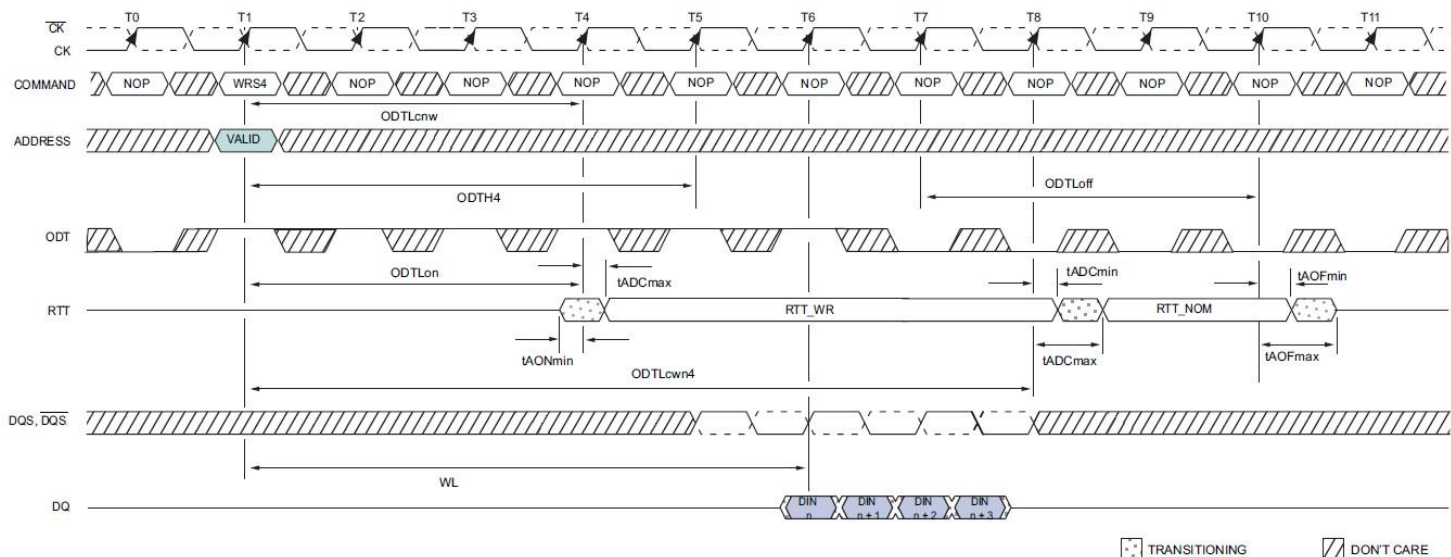 T0 T1 T2 T3 T4 T5 T6 T7 T8 T9 T10 T11
CK
CK
COMMAND NOP WRS4 NOP NOP NOP NOP NOP NOP NOP NOP NOP NOP
ODTLcnw
ADDRESS VALID
ODTH4 ODTLoff
ODT
ODTLon tADCmax tADCmin tAOFmin
RTT RTT_WR RTT_NOM
tAONmin tADCmax tAOFmax
ODTLcwn4
DQS, DQS
WL
DQ DIN n DIN n + 1 DIN n + 2 DIN n + 3
TRANSITIONING DON'T CARE